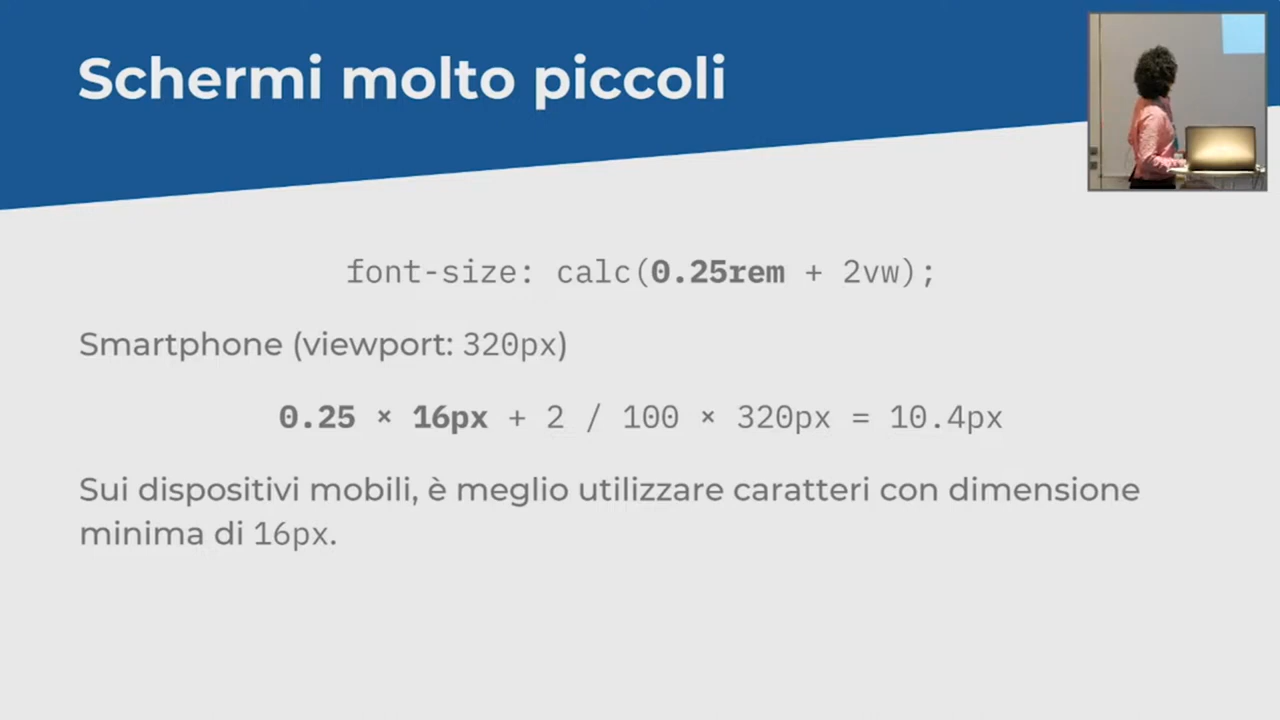 Schermi molto piccoli
font-size: calc(0.25rem + 2vw);
Smartphone (viewport: 320px)
0.25 × 16px + 2 / 100 × 320px = 10.4px
Sui dispositivi mobili, è meglio utilizzare caratteri con dimensione
minima di 16px.